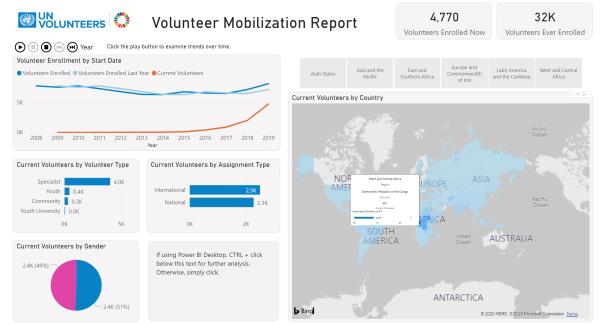 UN
VOLUNTEERS
Volunteer Mobilization Report
4,770
Volunteers Enrolled Now
32K
Volunteers Ever Enrolled
Year
Click the play button to examine trends over time.
Volunteer Enrollment by Start Date
Volunteers Enrolled
Volunteers Enrolled Last Year
Current Volunteers
5K
0K
2008 2009 2010 2011 2012 2013 2014 2015 2016 2017 2018 2019
Year
Arab States
Asia and the
Pacific
East and
Southern Africa
Europe and
Commonwealth
of Ind
Latin America
and the Caribbea
West and Central
Africa
Current Volunteers by Country
Arctic
Ocean
NOR
AME
EUROPE
ASIA
West and Central Africa
Region
Democratic Republic of the Congo
Pacific
Ocean
RICA
SOUTH
AMERICA
Indian
Ocean
AUSTRALIA
ANTARCTICA
Bing
© 2020 HERE, © 2020 Microsoft Corporation Terms
Current Volunteers by Volunteer Type
Specialist 4.0K
Youth 0.4K
Community 0.3K
Youth University 0.0K
0K 5K
Current Volunteers by Assignment Type
International 2.5K
National 2.3K
0K 2K
Current Volunteers by Gender
2.4K (49%)
2.4K (51%)
If using Power BI Desktop, CTRL + click
below this text for further analysis.
Otherwise, simply click.